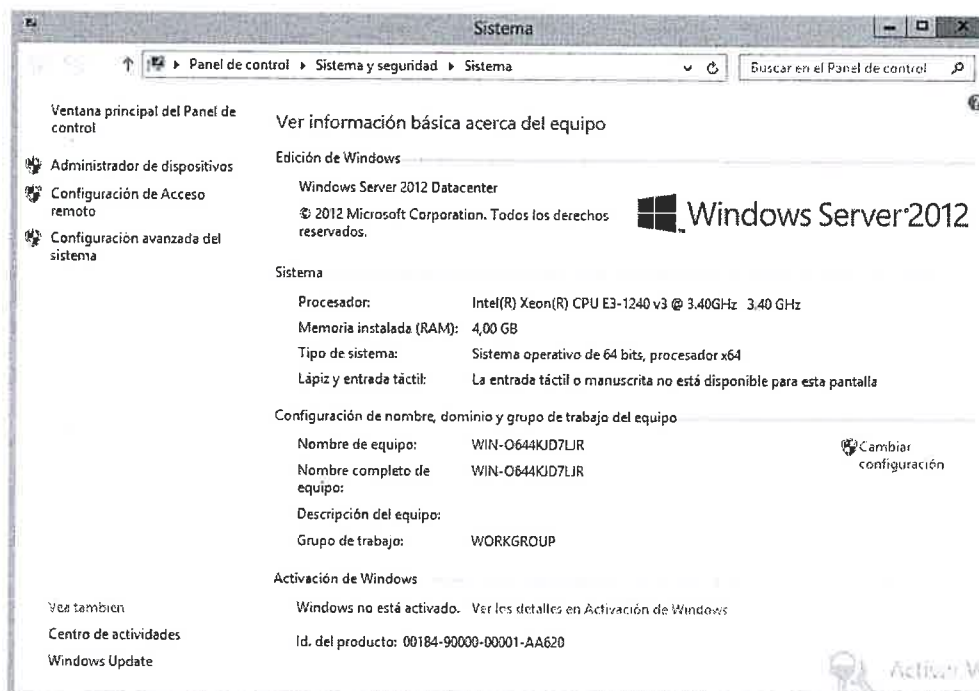 Sistema
Panel de control ▸ Sistema y seguridad ▸ Sistema
Buscar en el Panel de control
Ventana principal del Panel de
control
Administrador de dispositivos
Configuración de Acceso
remoto
Configuración avanzada del
sistema
Ver información básica acerca del equipo
Edición de Windows
Windows Server 2012 Datacenter
© 2012 Microsoft Corporation. Todos los derechos
reservados.
Windows Server 2012
Sistema
Procesador: Intel(R) Xeon(R) CPU E3-1240 v3 @ 3.40GHz 3.40 GHz
Memoria instalada (RAM): 4,00 GB
Tipo de sistema: Sistema operativo de 64 bits, procesador x64
Lápiz y entrada táctil: La entrada táctil o manuscrita no está disponible para esta pantalla
Configuración de nombre, dominio y grupo de trabajo del equipo
Nombre de equipo: WIN-O644KJD7LJR
Cambiar
configuración
Nombre completo de
equipo: WIN-O644KJD7LJR
Descripción del equipo:
Grupo de trabajo: WORKGROUP
Activación de Windows
Windows no está activado. Ver los detalles en Activación de Windows
Id. del producto: 00184-90000-00001-AA620
Vea también
Centro de actividades
Windows Update
Activar W